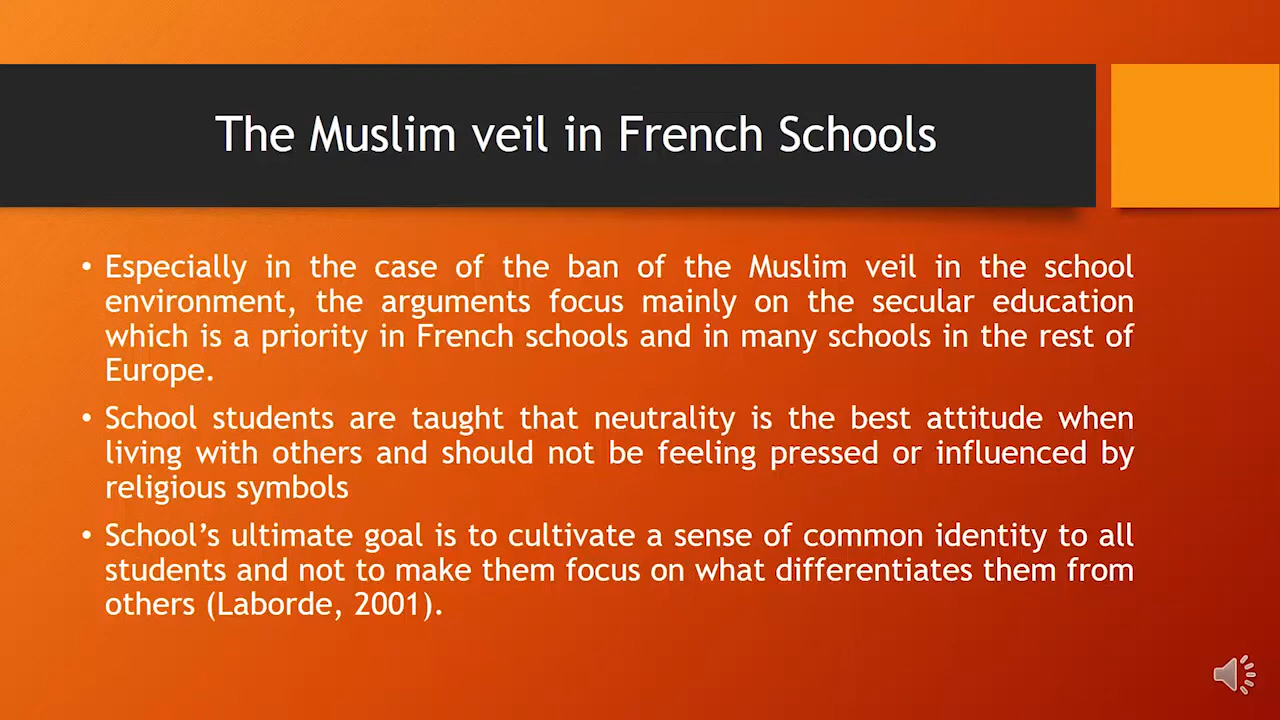 The Muslim veil in French Schools
• Especially in the case of the ban of the Muslim veil in the school
environment, the arguments focus mainly on the secular education
which is a priority in French schools and in many schools in the rest of
Europe.
• School students are taught that neutrality is the best attitude when
living with others and should not be feeling pressed or influenced by
religious symbols
• School’s ultimate goal is to cultivate a sense of common identity to all
students and not to make them focus on what differentiates them from
others (Laborde, 2001).